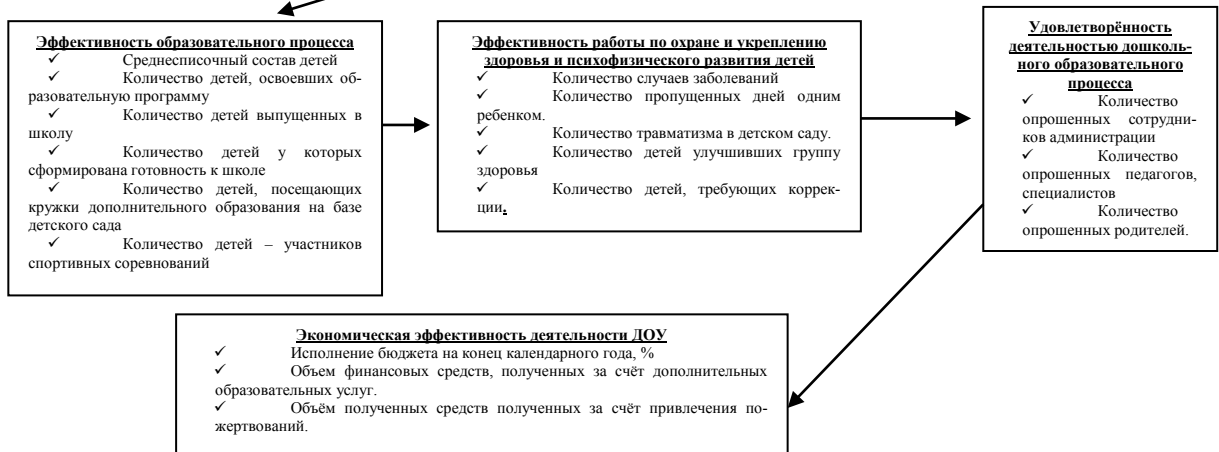 Эффективность образовательного процесса
✓ Среднесписочный состав детей
✓ Количество детей, освоивших об-
разовательную программу
✓ Количество детей выпущенных в
школу
✓ Количество детей у которых
сформирована готовность к школе
✓ Количество детей, посещающих
кружки дополнительного образования на базе
детского сада
✓ Количество детей – участников
спортивных соревнований
Эффективность работы по охране и укреплению
здоровья и психофизического развития детей
✓ Количество случаев заболеваний
✓ Количество пропущенных дней одним
ребенком.
✓ Количество травматизма в детском саду.
✓ Количество детей улучшивших группу
здоровья
✓ Количество детей, требующих коррек-
ции.
Удовлетворённость
деятельностью дошколь-
ного образовательного
процесса
✓ Количество
опрошенных сотрудни-
ков администрации
✓ Количество
опрошенных педагогов,
специалистов
✓ Количество
опрошенных родителей.
Экономическая эффективность деятельности ДОУ
✓ Исполнение бюджета на конец календарного года, %
✓ Объем финансовых средств, полученных за счёт дополнительных
образовательных услуг.
✓ Объём полученных средств полученных за счёт привлечения по-
жертвований.